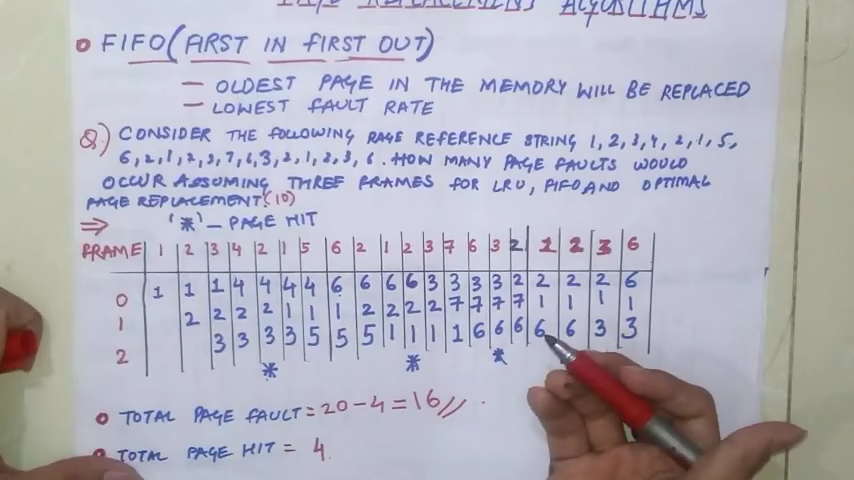 PAGE REPLACEMENT ALGORITHMS
FIFO (FIRST IN FIRST OUT)
— OLDEST PAGE IN THE MEMORY WILL BE REPLACED
— LOWEST FAULT RATE
Q) CONSIDER THE FOLLOWING PAGE REFERENCE STRING 1, 2, 3, 4, 2, 1, 5,
6, 2, 1, 2, 3, 7, 6, 3, 2, 1, 2, 3, 6. HOW MANY PAGE FAULTS WOULD
OCCUR ASSUMING THREE FRAMES FOR LRU, FIFO AND OPTIMAL
PAGE REPLACEMENT (10)
⇒ '*' — PAGE HIT
FRAME 1 2 3 4 2 1 5 6 2 1 2 3 7 6 3 2 1 2 3 6
0 1 1 1 4 4 4 4 6 6 6 6 3 3 3 3 2 2 2 2 6
1 2 2 2 2 1 1 1 2 2 2 2 7 7 7 7 1 1 1 1
2 3 3 3 3 5 5 5 1 1 1 1 6 6 6 6 6 3 3
* * *
TOTAL PAGE FAULT = 20 - 4 = 16 //
TOTAL PAGE HIT = 4